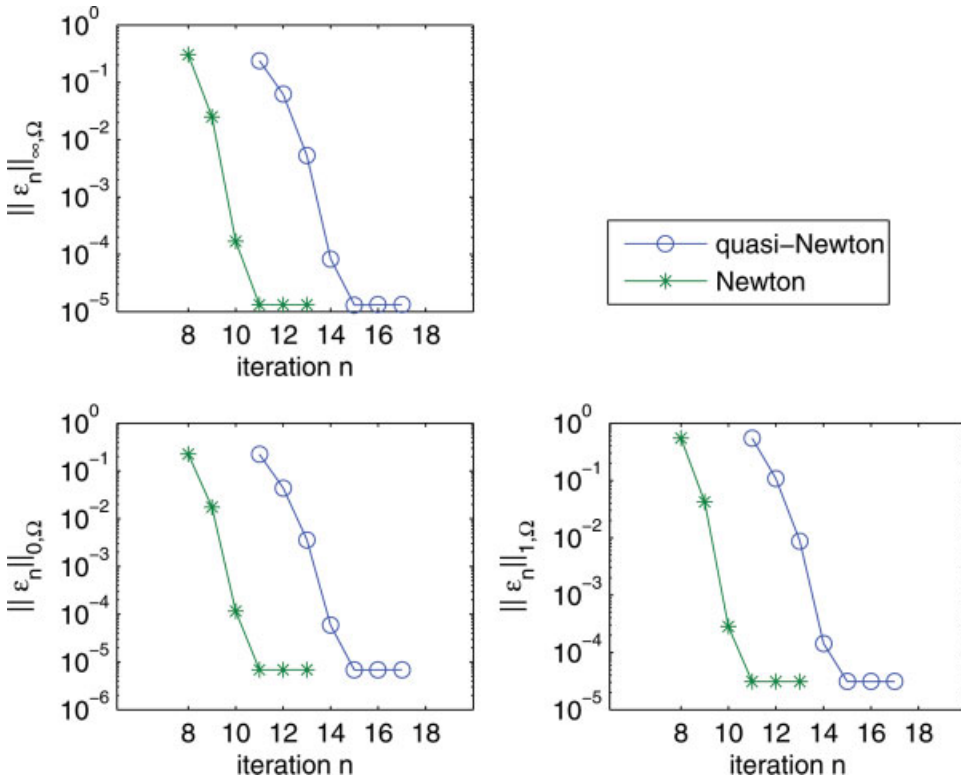 10^0
10^-1
10^-2
10^-3
10^-4
10^-5
|| ε_n ||_∞,Ω
8 10 12 14 16 18
iteration n
quasi-Newton
Newton
10^0
10^-1
10^-2
10^-3
10^-4
10^-5
10^-6
|| ε_n ||_0,Ω
8 10 12 14 16 18
iteration n
10^0
10^-1
10^-2
10^-3
10^-4
10^-5
|| ε_n ||_1,Ω
8 10 12 14 16 18
iteration n